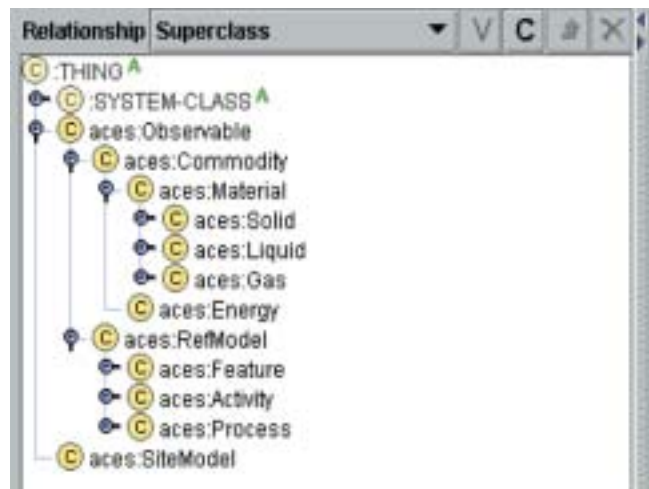 Relationship Superclass V C
C :THING A
C :SYSTEM-CLASS A
C aces:Observable
C aces:Commodity
C aces:Material
C aces:Solid
C aces:Liquid
C aces:Gas
C aces:Energy
C aces:RefModel
C aces:Feature
C aces:Activity
C aces:Process
C aces:SiteModel